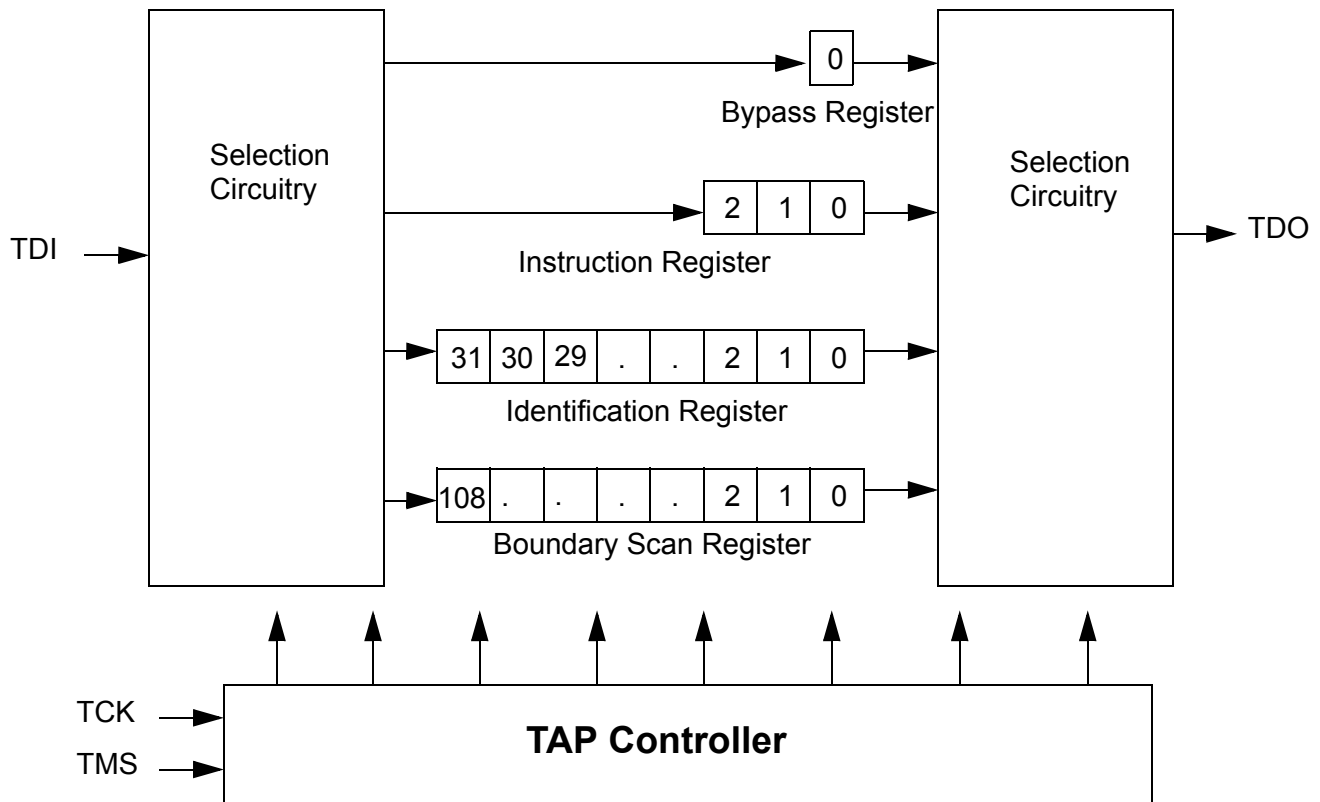 0
Bypass Register
Selection
Circuitry
Selection
Circuitry
2 1 0
TDI
TDO
Instruction Register
31 30 29 . . 2 1 0
Identification Register
108 . . . . 2 1 0
Boundary Scan Register
TCK
TAP Controller
TMS